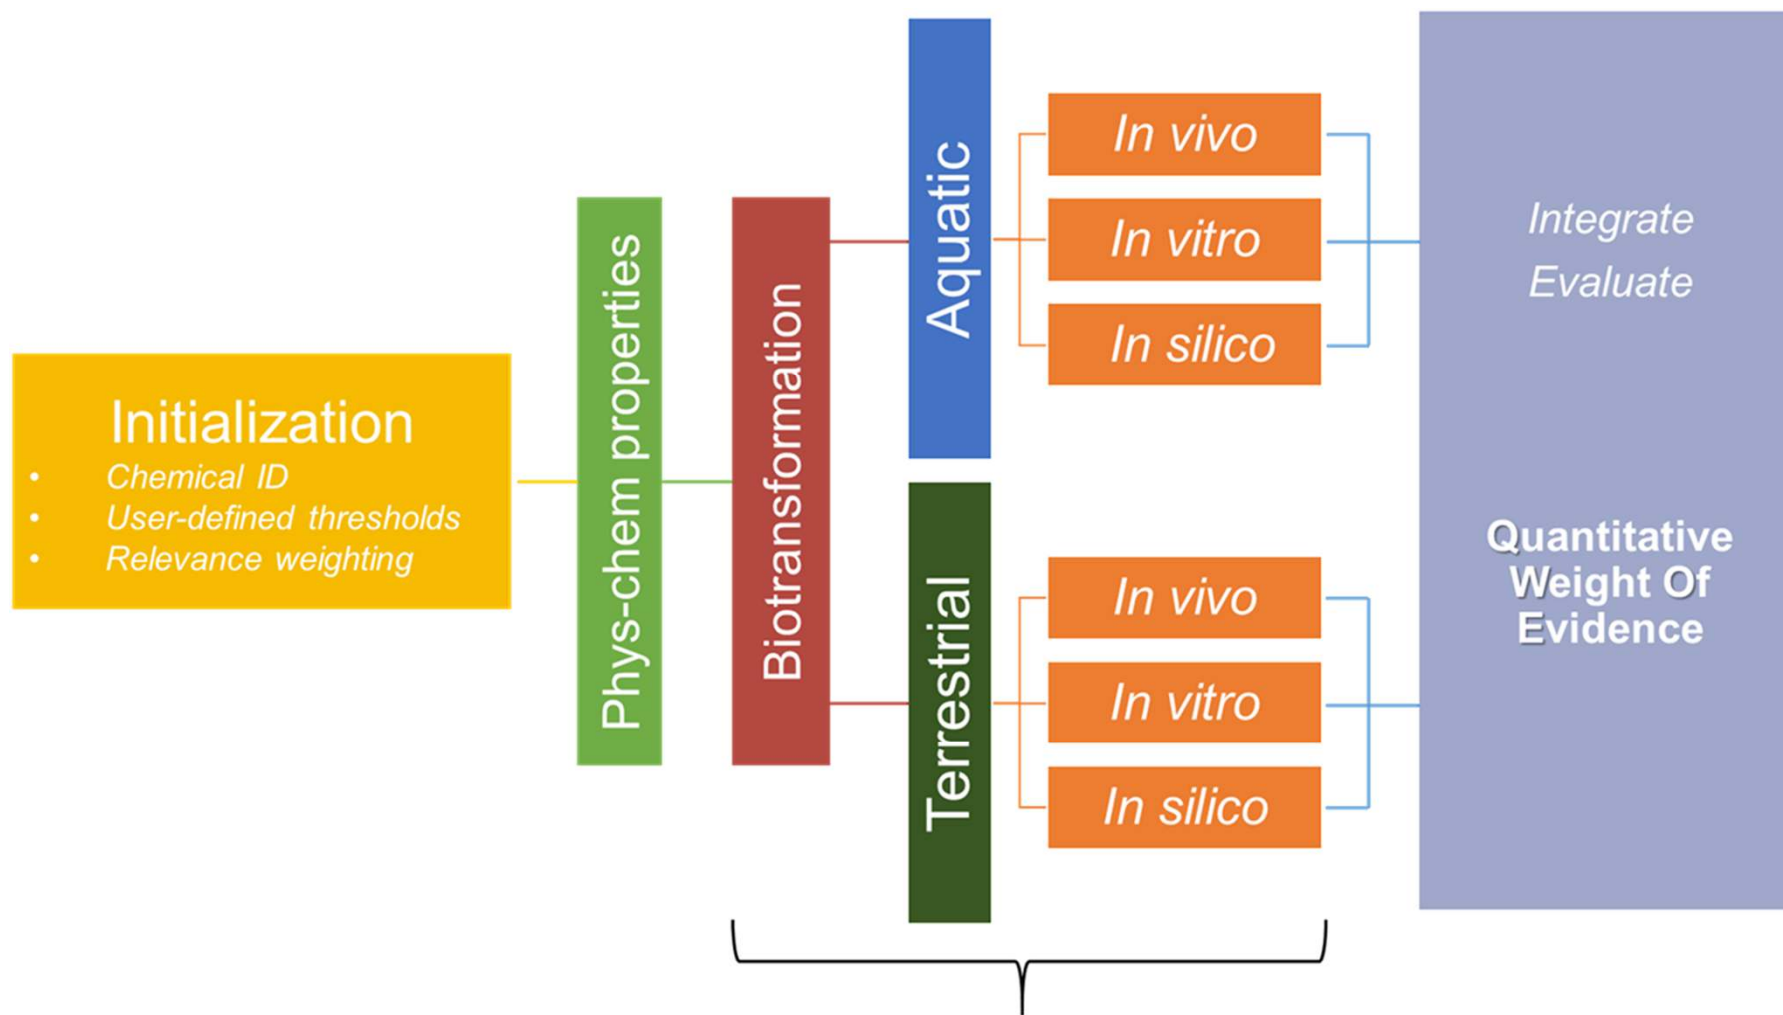 Initialization
• Chemical ID
• User-defined thresholds
• Relevance weighting
Phys-chem properties
Biotransformation
Aquatic
In vivo
In vitro
In silico
Terrestrial
In vivo
In vitro
In silico
Integrate
Evaluate
Quantitative
Weight Of
Evidence